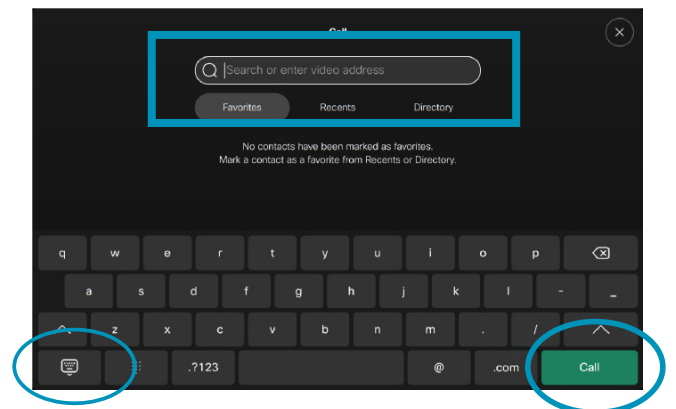 Call
Search or enter video address
Favorites Recents Directory
No contacts have been marked as favorites.
Mark a contact as a favorite from Recents or Directory.
q w e r t y u i o p
a s d f g h j k l - _
z x c v b n m . /
.?123 @ .com Call